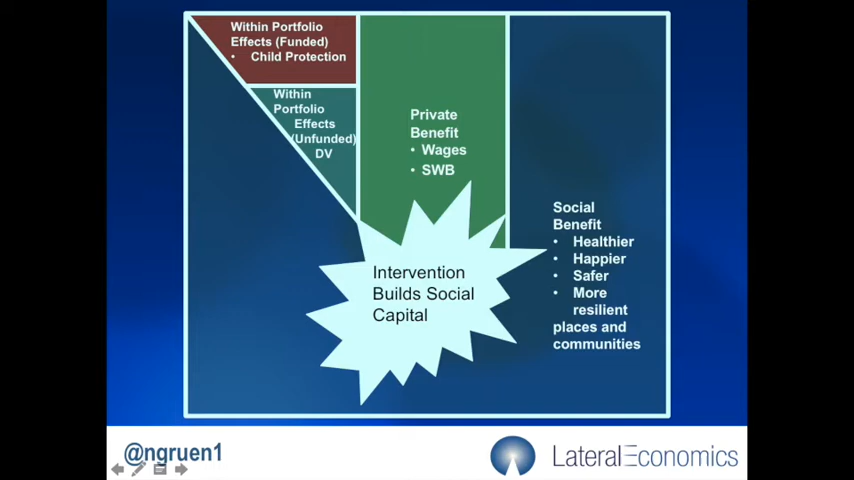 Within Portfolio
Effects (Funded)
• Child Protection
Within
Portfolio
Effects
(Unfunded)
DV
Private
Benefit
• Wages
• SWB
Intervention
Builds Social
Capital
Social
Benefit
• Healthier
• Happier
• Safer
• More
resilient
places and
communities
@ngruen1
LateralEconomics